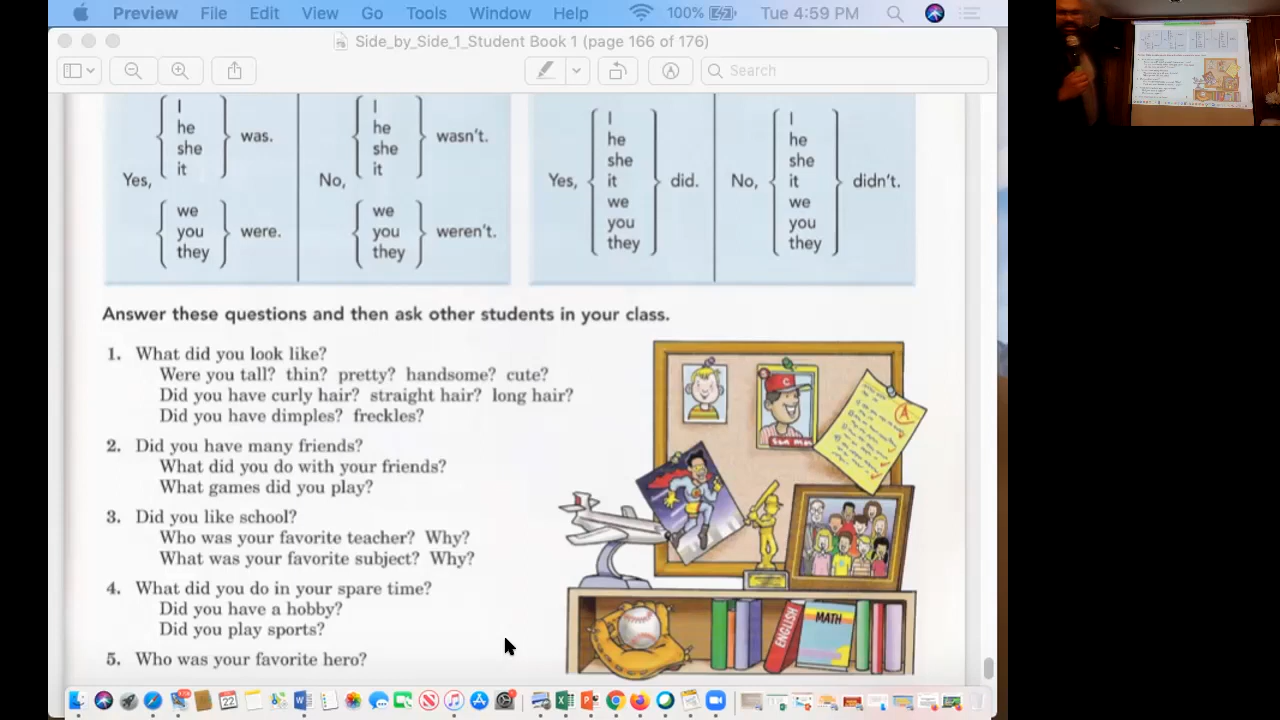 Preview File Edit View Go Tools Window Help 100% Tue 4:59 PM
Side_by_Side_1_Student Book 1 (page 166 of 176)
Search
Yes, I he she it was.
we you they were.
No, I he she it wasn't.
we you they weren't.
Yes, I he she it we you they did.
No, I he she it we you they didn't.
Answer these questions and then ask other students in your class.
1. What did you look like?
Were you tall? thin? pretty? handsome? cute?
Did you have curly hair? straight hair? long hair?
Did you have dimples? freckles?
2. Did you have many friends?
What did you do with your friends?
What games did you play?
3. Did you like school?
Who was your favorite teacher? Why?
What was your favorite subject? Why?
4. What did you do in your spare time?
Did you have a hobby?
Did you play sports?
5. Who was your favorite hero?
C
A
ENGLISH
MATH
22